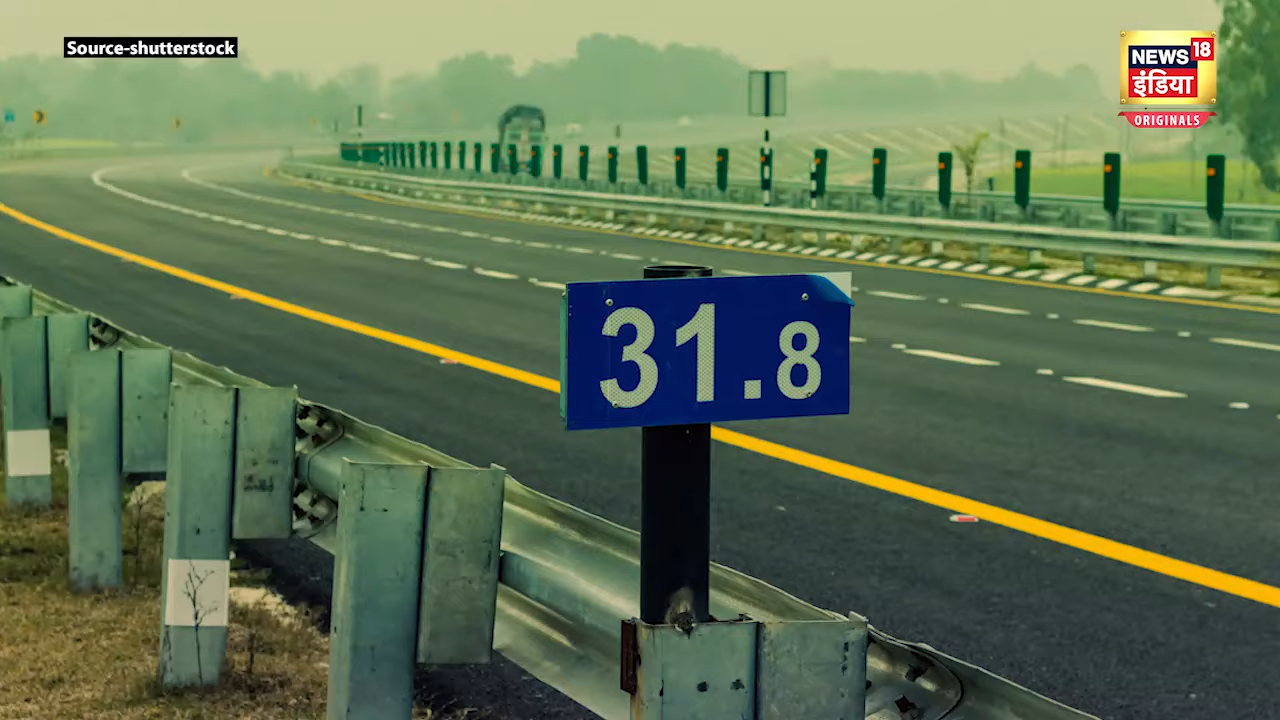 Source-shutterstock
NEWS 18
इंडिया
ORIGINALS
31.8